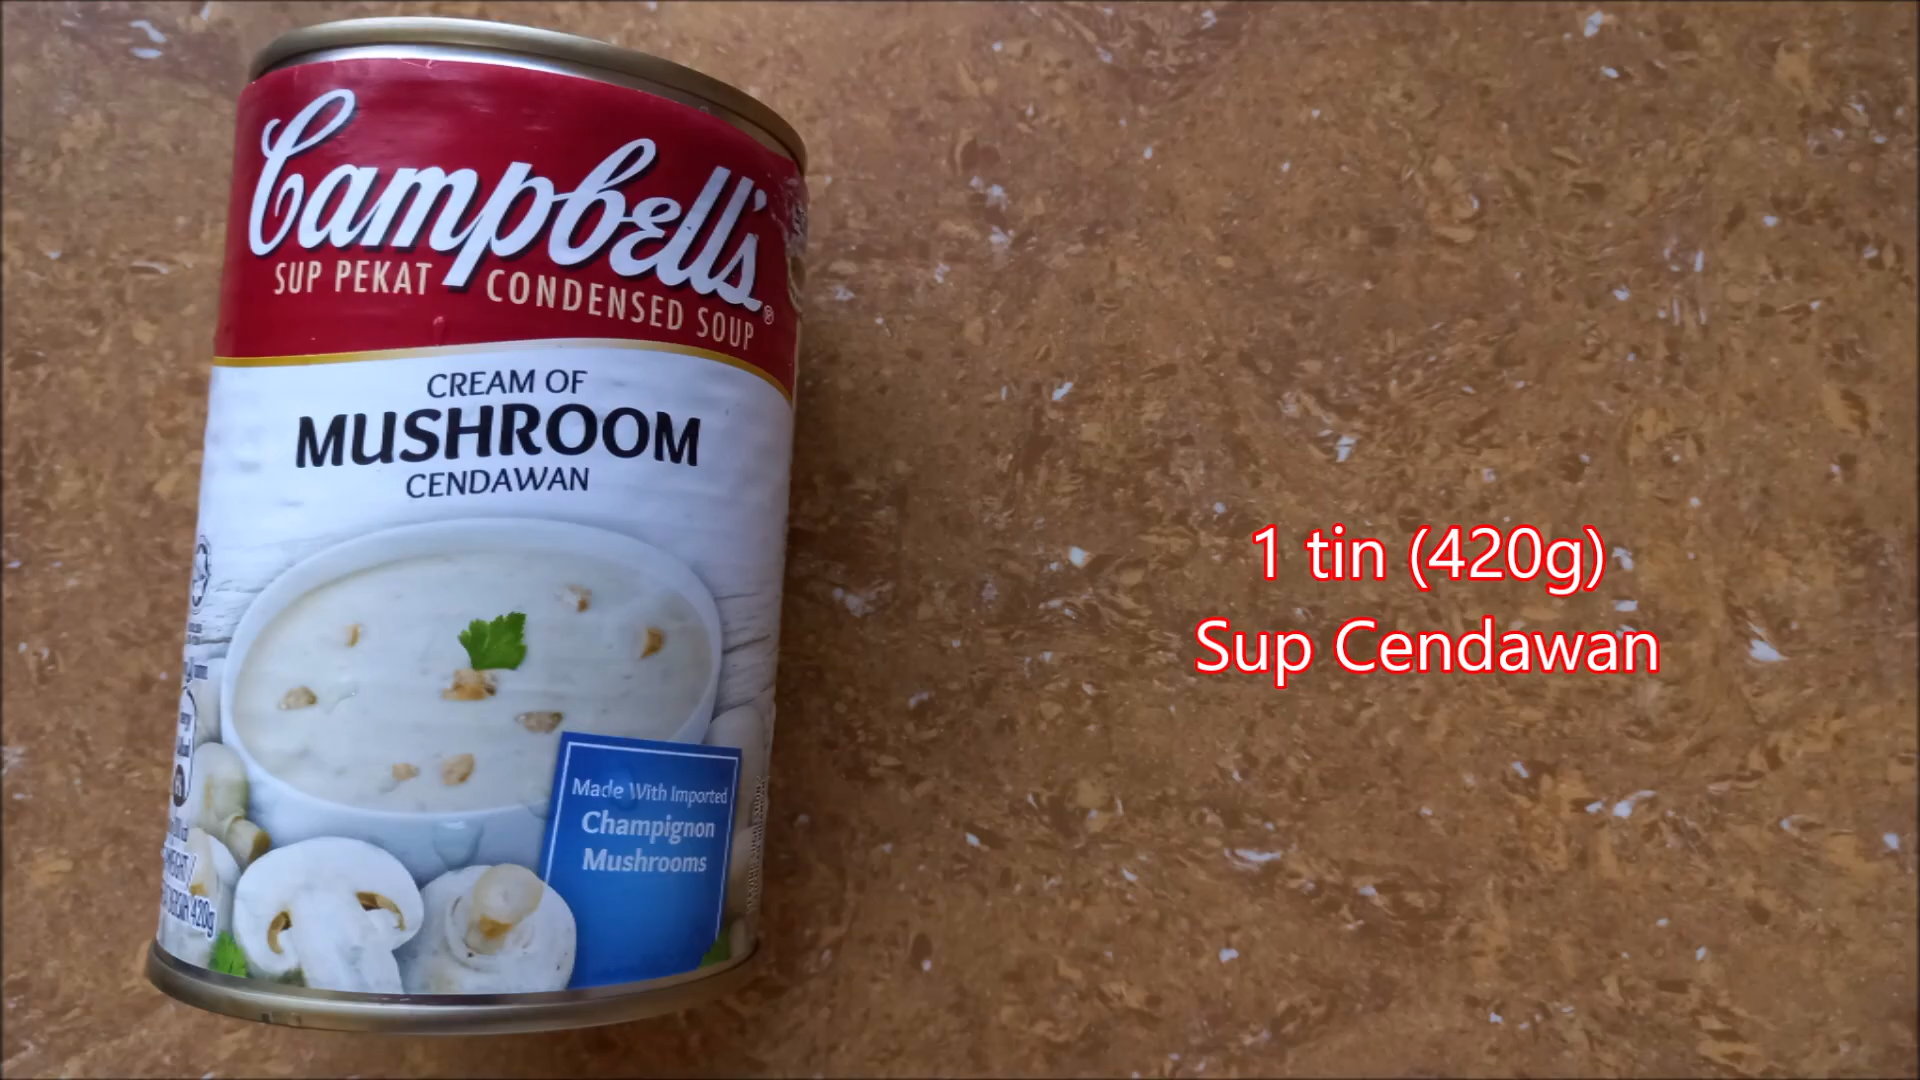 Campbell's®
SUP PEKAT CONDENSED SOUP
CREAM OF
MUSHROOM
CENDAWAN
Made With Imported
Champignon
Mushrooms
420g
1 tin (420g)
Sup Cendawan